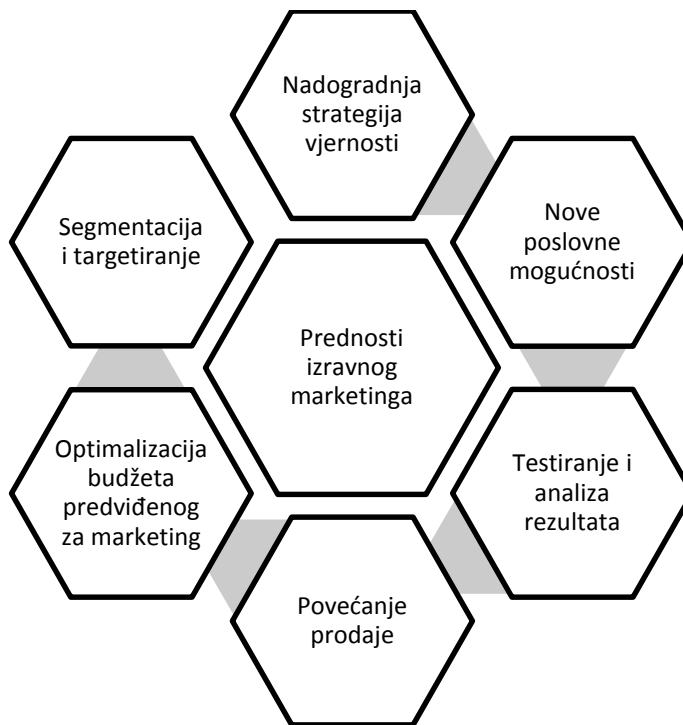 Nadogradnja
strategija
vjernosti
Segmentacija
i targetiranje
Nove
poslovne
mogućnosti
Prednosti
izravnog
marketinga
Optimalizacija
budžeta
predviđenog
za marketing
Testiranje i
analiza
rezultata
Povećanje
prodaje